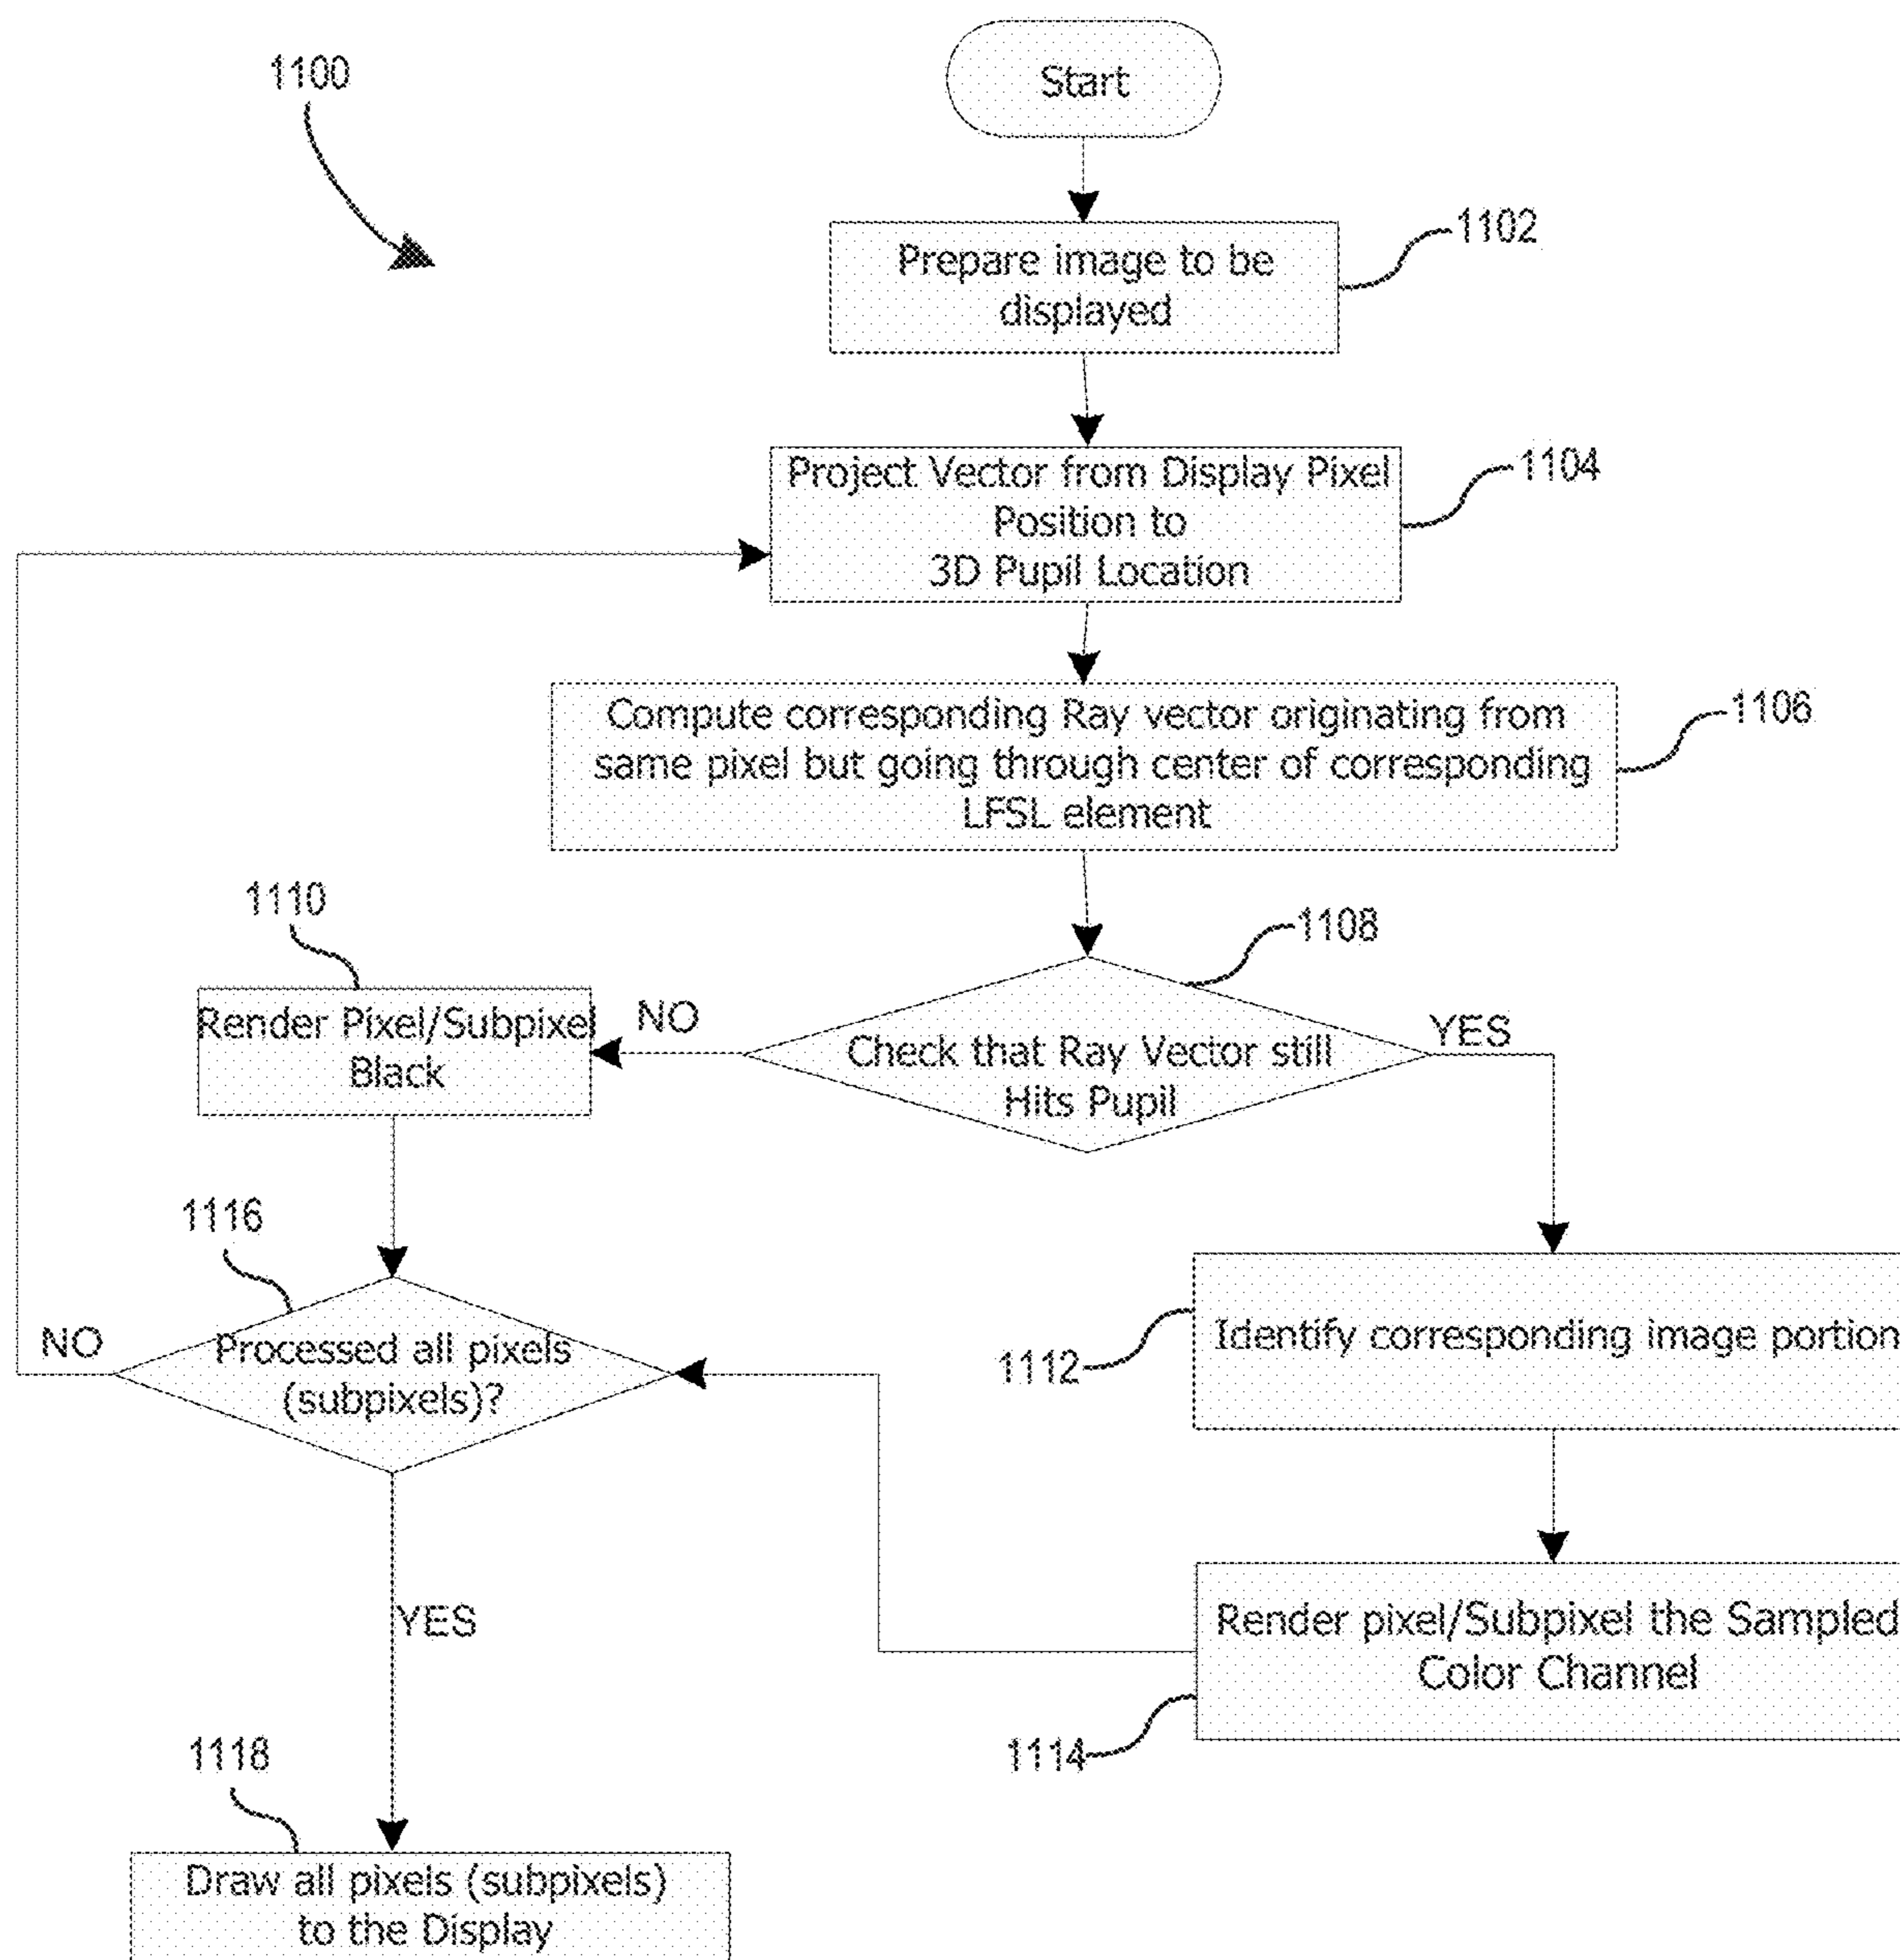 1100
Start
1102
Prepare image to be
displayed
1104
Project Vector from Display Pixel
Position to
3D Pupil Location
1106
Compute corresponding Ray vector originating from
same pixel but going through center of corresponding
LFSL element
1110
1108
Render Pixel/Subpixel
Black
NO
Check that Ray Vector still
Hits Pupil
YES
1116
NO
Processed all pixels
(subpixels)?
1112
Identify corresponding image portion
YES
Render pixel/Subpixel the Sampled
Color Channel
1114
1118
Draw all pixels (subpixels)
to the Display